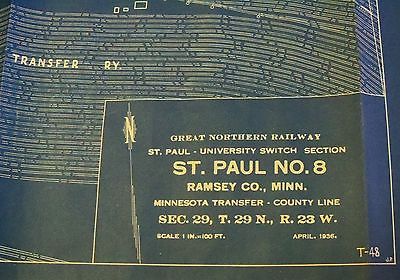 TRANSFER RY.
N
GREAT NORTHERN RAILWAY
ST. PAUL - UNIVERSITY SWITCH SECTION
ST. PAUL NO. 8
RAMSEY CO., MINN.
MINNESOTA TRANSFER - COUNTY LINE
SEC. 29, T. 29 N., R. 23 W.
SCALE 1 IN.=100 FT. APRIL, 1936.
T-48